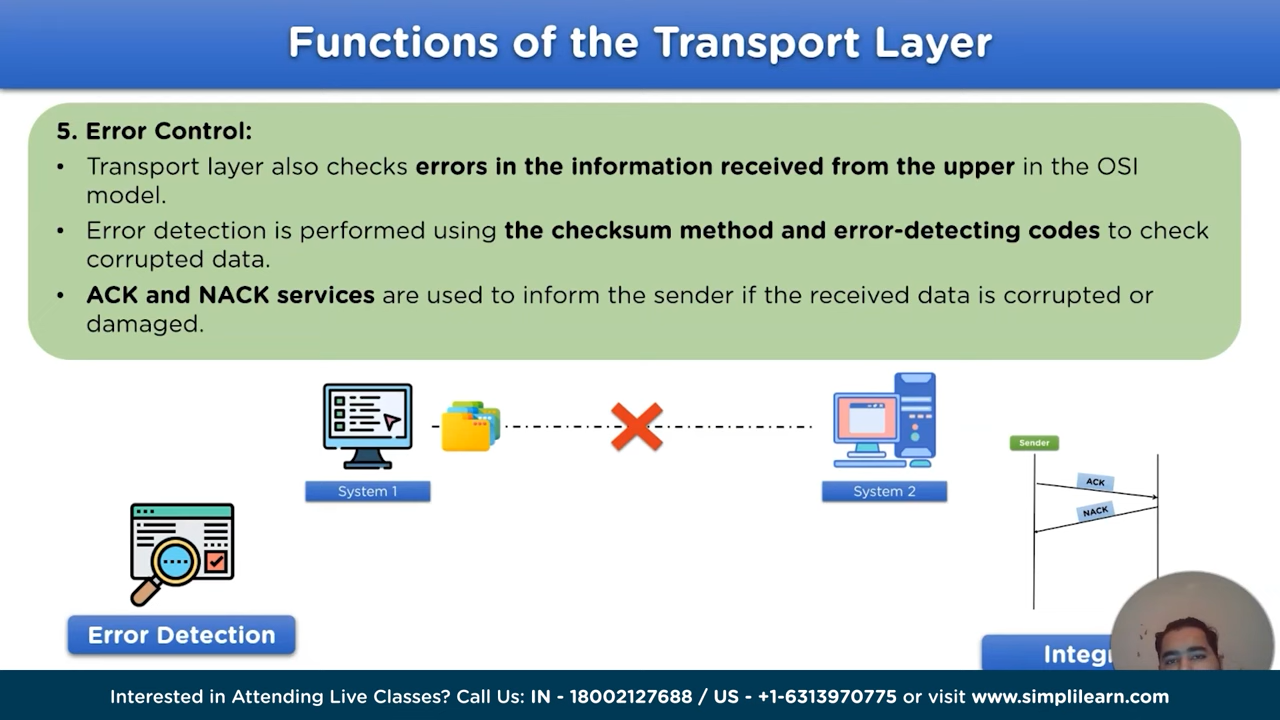 Functions of the Transport Layer
5. Error Control:
• Transport layer also checks errors in the information received from the upper in the OSI
model.
• Error detection is performed using the checksum method and error-detecting codes to check
corrupted data.
• ACK and NACK services are used to inform the sender if the received data is corrupted or
damaged.
System 1
System 2
Sender
ACK
NACK
Error Detection
Interested in Attending Live Classes? Call Us: IN - 18002127688 / US - +1-6313970775 or visit www.simplilearn.com